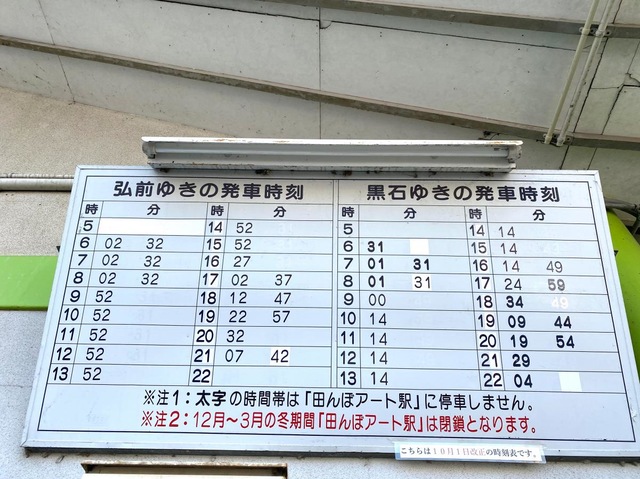 弘前ゆきの発車時刻 黒石ゆきの発車時刻
時 分 時 分 時 分 時 分
5 14 52 5 14 14
6 02 32 15 52 6 31 15 14
7 02 32 16 27 7 01 31 16 14 49
8 02 32 17 02 37 8 01 31 17 24 59
9 52 18 12 47 9 00 18 34
10 52 19 22 57 10 14 19 09 44
11 52 20 32 11 14 20 19 54
12 52 21 07 42 12 14 21 29
13 52 22 13 14 22 04
※注1:太字の時間帯は「田んぼアート駅」に停車しません。
※注2:12月～3月の冬期間「田んぼアート駅」は閉鎖となります。
こちらは10月1日改正の時刻表です。